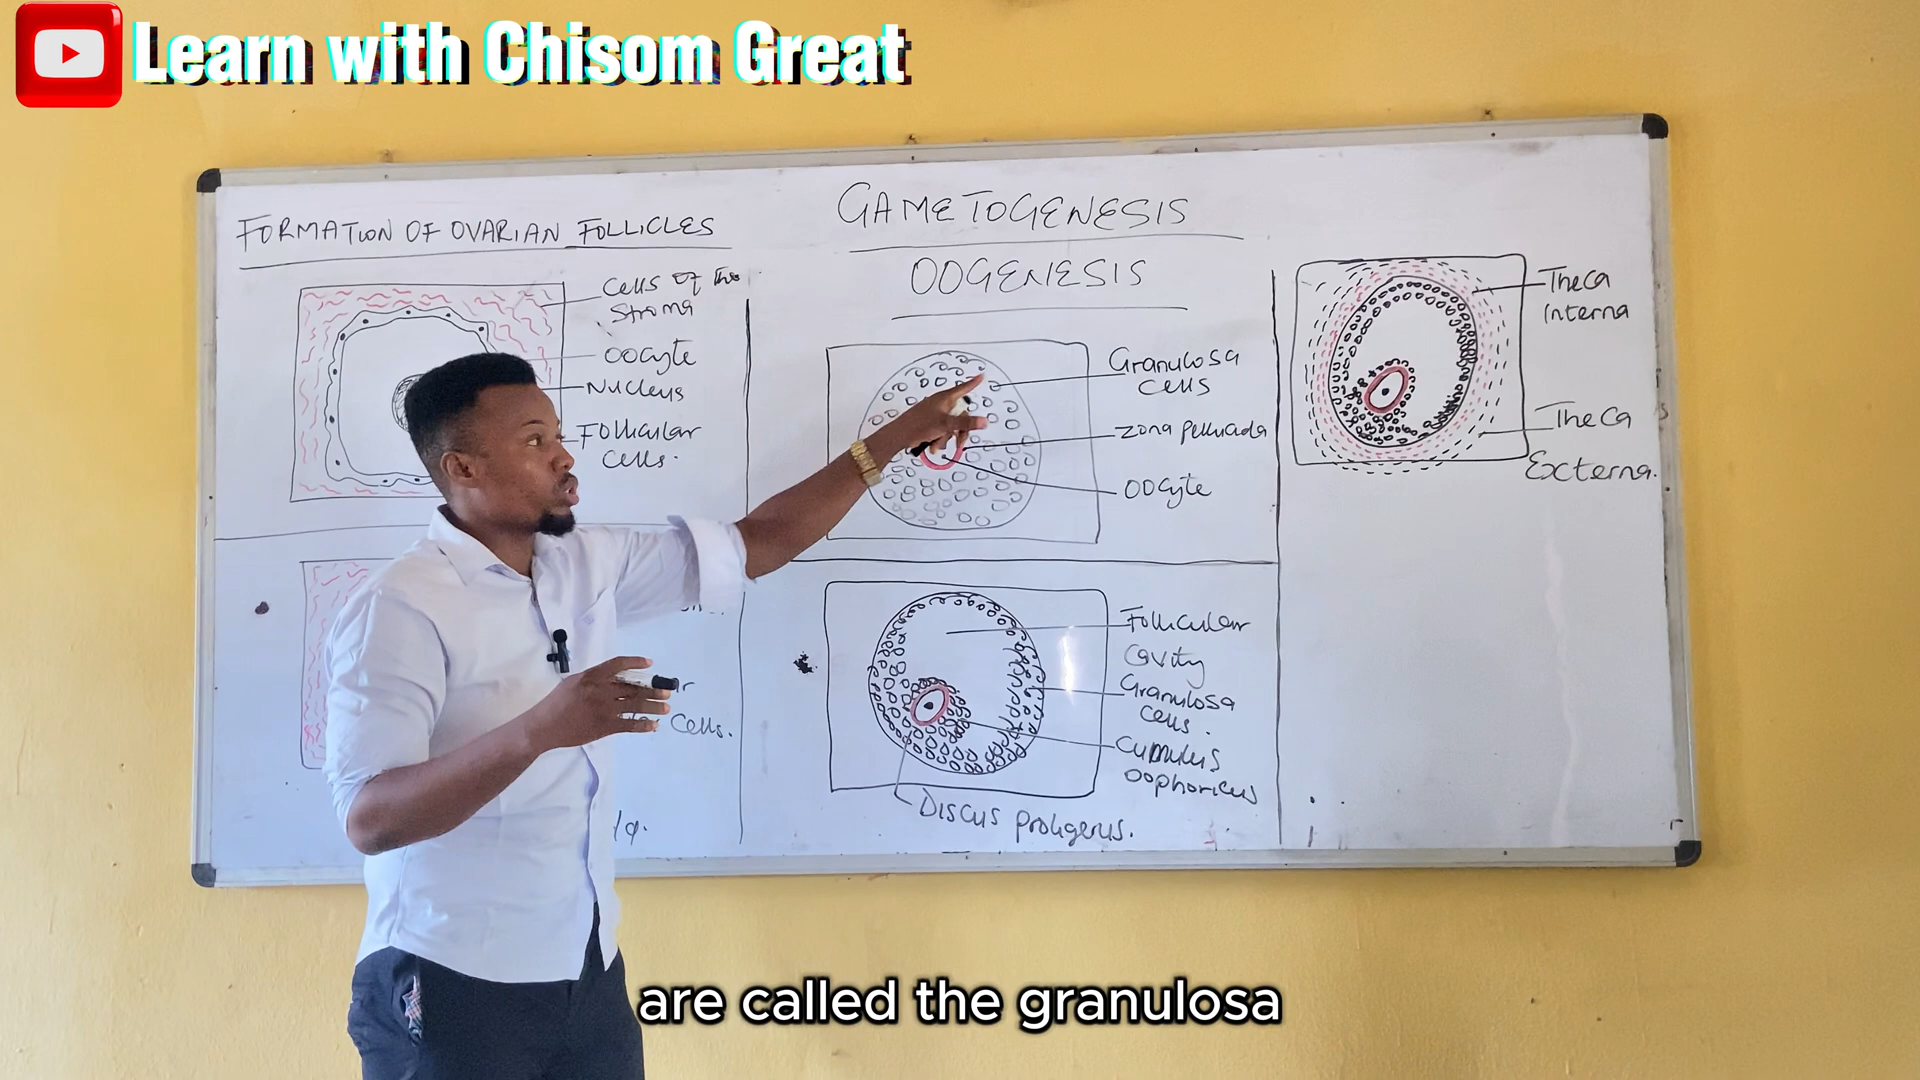 Learn with Chisom Great
GAMETOGENESIS
OOGENESIS
FORMATION OF OVARIAN FOLLICLES
Cells of the
stroma
Oocyte
Nucleus
Follicular
cells.
cells.
Granulosa
cells
Zona pellucida
Oocyte
Follicular
cavity
Granulosa
cells.
Cumulus
oophoricus
Discus proligerus.
Theca
Interna
Theca
Externa.
are called the granulosa